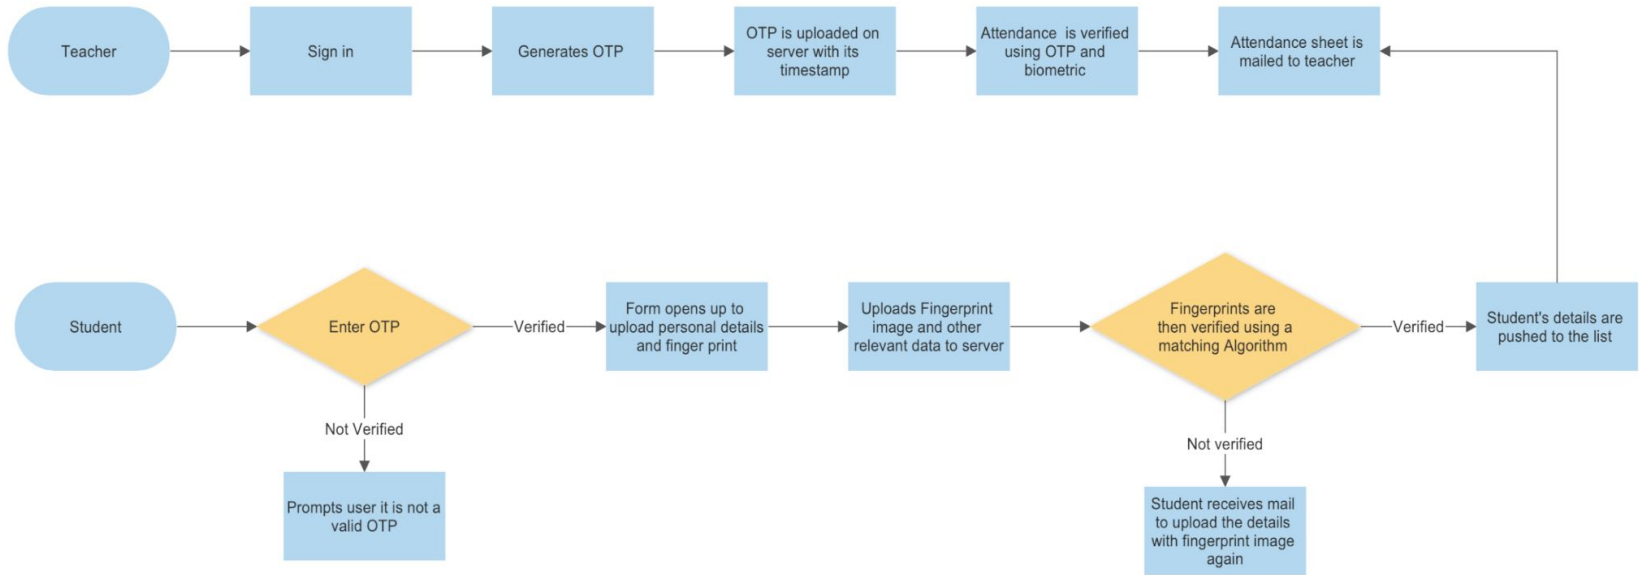 Teacher
Sign in
Generates OTP
OTP is uploaded on
server with its
timestamp
Attendance is verified
using OTP and
biometric
Attendance sheet is
mailed to teacher
Student
Enter OTP
Verified
Form opens up to
upload personal details
and finger print
Uploads Fingerprint
image and other
relevant data to server
Fingerprints are
then verified using a
matching Algorithm
Verified
Student's details are
pushed to the list
Not Verified
Prompts user it is not a
valid OTP
Not verified
Student receives mail
to upload the details
with fingerprint image
again